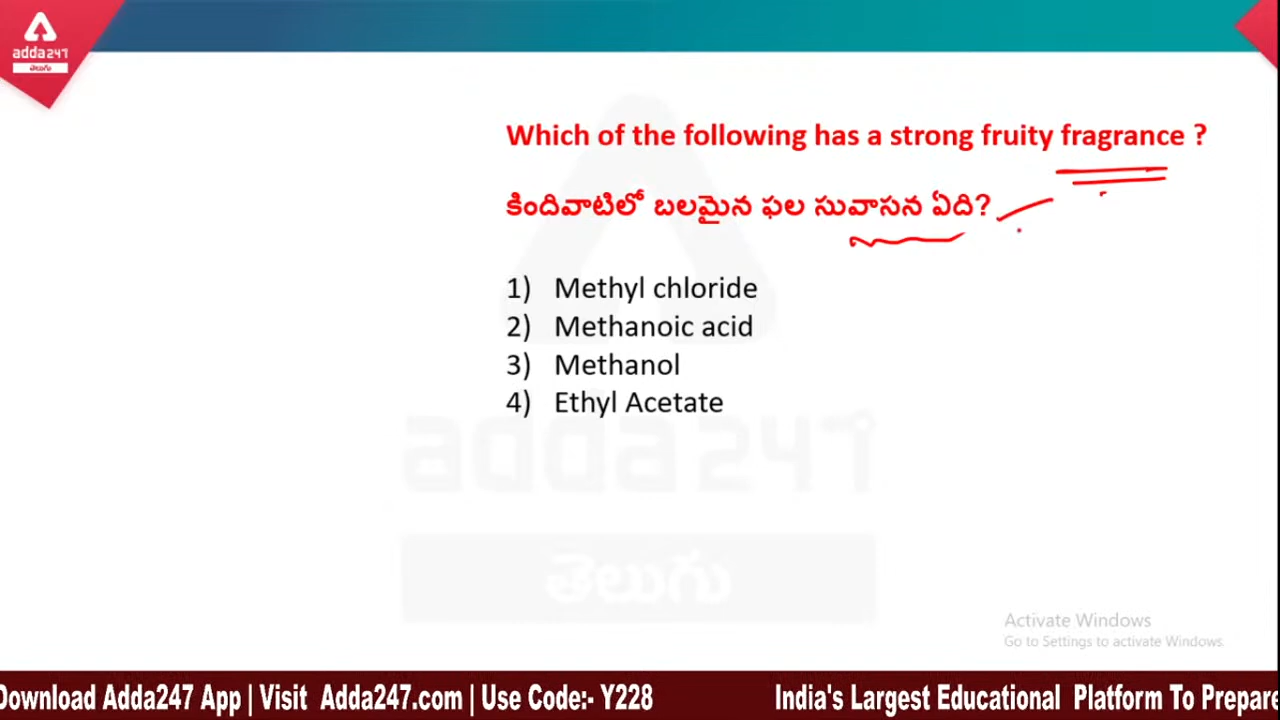 adda247
తెలుగు
Which of the following has a strong fruity fragrance ?
కిందివాటిలో బలమైన ఫల సువాసన ఏది?
1) Methyl chloride
2) Methanoic acid
3) Methanol
4) Ethyl Acetate
adda247
తెలుగు
Activate Windows
Go to Settings to activate Windows.
Download Adda247 App | Visit Adda247.com | Use Code:- Y228 India's Largest Educational Platform To Prepare